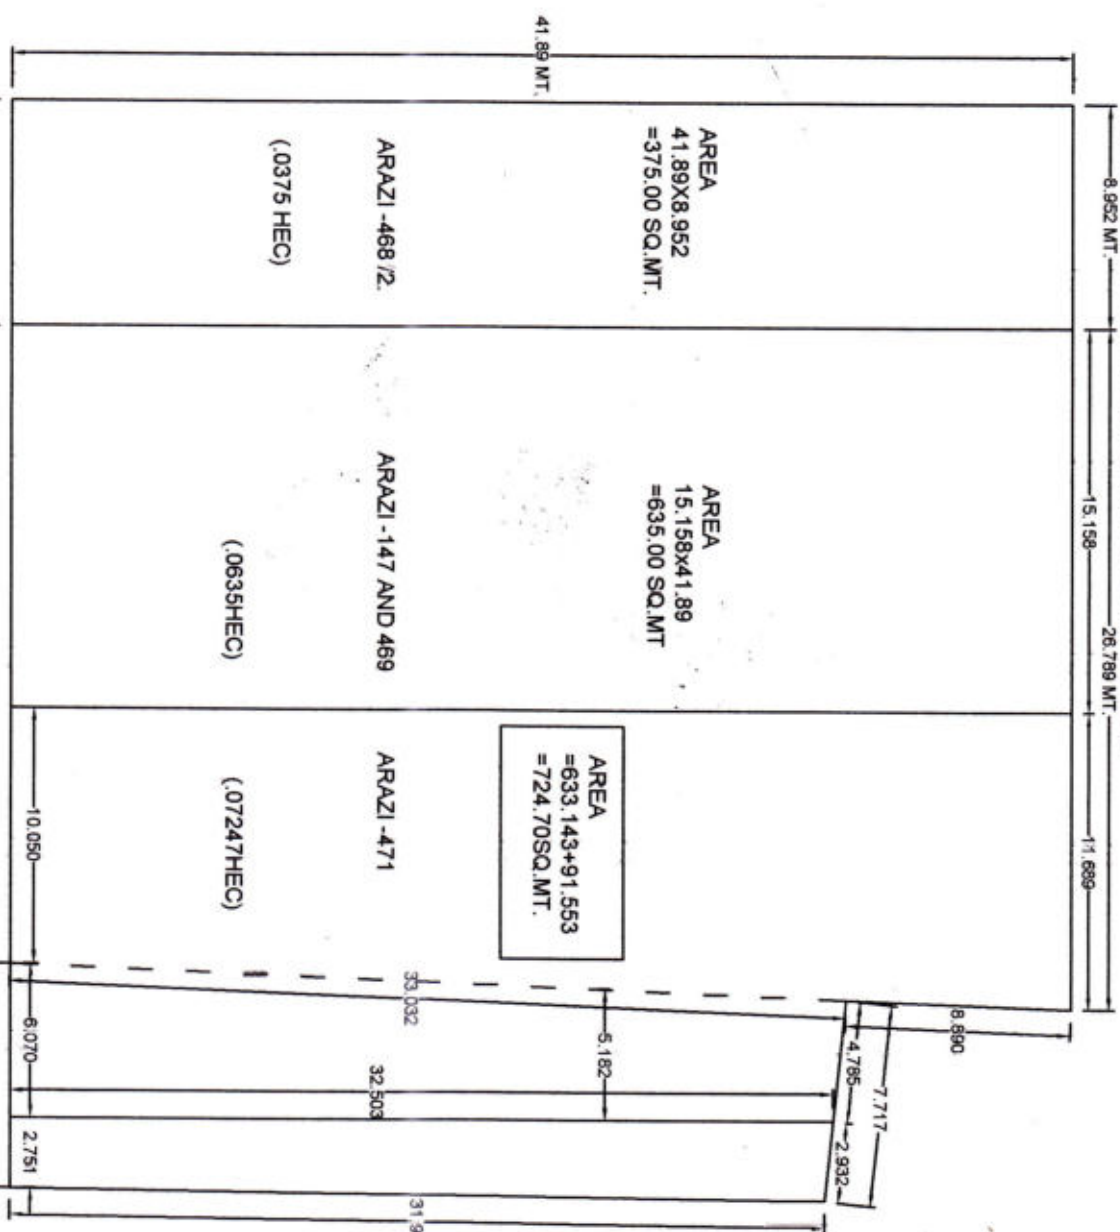 41.89 MT.
8.952 MT.
26.789 MT.
15.158
11.689
AREA
41.89X8.952
=375.00 SQ.MT.
ARAZI -468 /2.
(.0375 HEC)
AREA
15.158x41.89
=635.00 SQ.MT
ARAZI -147 AND 469
(.0635HEC)
AREA
=633.143+91.553
=724.70SQ.MT.
ARAZI -471
(.07247HEC)
10.050
33.032
8.890
4.785
7.717
2.932
5.182
32.503
6.070
2.751
31.9